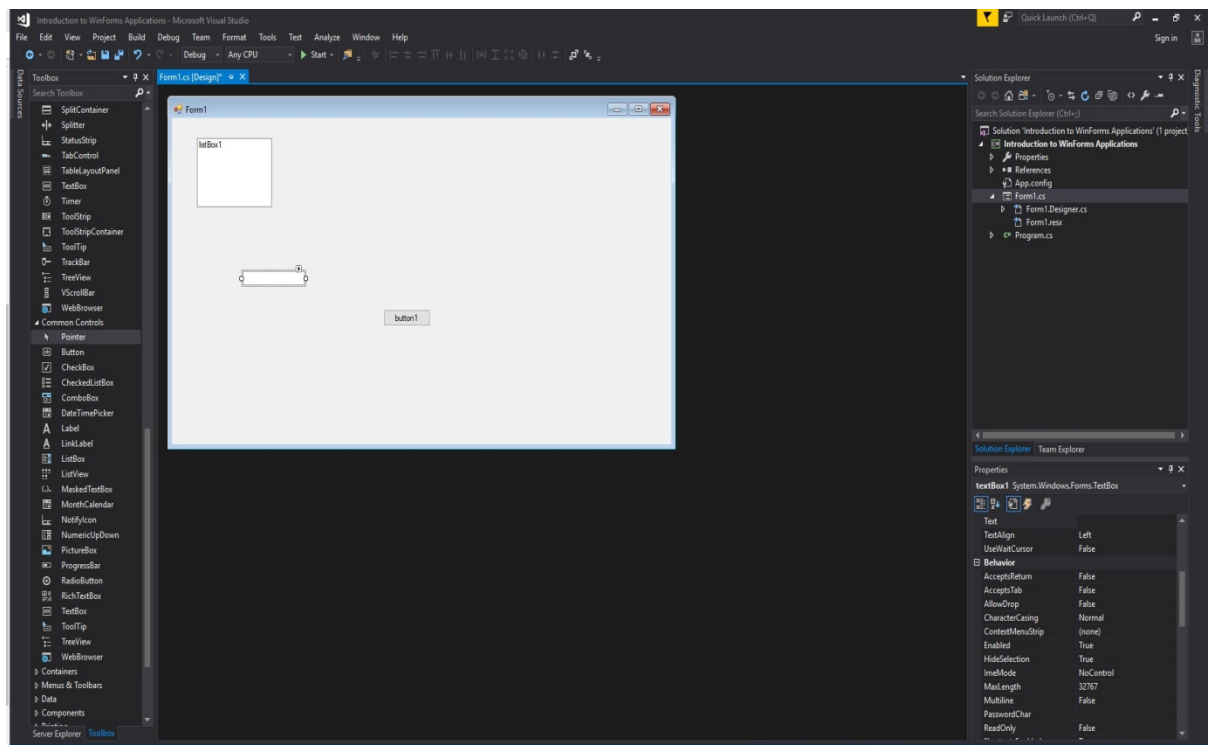 Introduction to WinForms Applications - Microsoft Visual Studio
Quick Launch (Ctrl+Q)
File Edit View Project Build Debug Team Format Tools Test Analyze Window Help
Sign in
Debug Any CPU Start
Data Sources
Toolbox
Search Toolbox
SplitContainer
Splitter
StatusStrip
TabControl
TableLayoutPanel
TextBox
Timer
ToolStrip
ToolStripContainer
ToolTip
TrackBar
TreeView
VScrollBar
WebBrowser
Common Controls
Pointer
Button
CheckBox
CheckedListBox
ComboBox
DateTimePicker
Label
LinkLabel
ListBox
ListView
MaskedTextBox
MonthCalendar
NotifyIcon
NumericUpDown
PictureBox
ProgressBar
RadioButton
RichTextBox
TextBox
ToolTip
TreeView
WebBrowser
Containers
Menus & Toolbars
Data
Components
Server Explorer Toolbox
Form1.cs [Design]*
Form1
listBox1
button1
Solution Explorer
Search Solution Explorer (Ctrl+;)
Solution 'Introduction to WinForms Applications' (1 project
Introduction to WinForms Applications
Properties
References
App.config
Form1.cs
Form1.Designer.cs
Form1.resx
Program.cs
Solution Explorer Team Explorer
Properties
textBox1 System.Windows.Forms.TextBox
Text
TextAlign Left
UseWaitCursor False
Behavior
AcceptsReturn False
AcceptsTab False
AllowDrop False
CharacterCasing Normal
ContextMenuStrip (none)
Enabled True
HideSelection True
ImeMode NoControl
MaxLength 32767
Multiline False
PasswordChar
ReadOnly False
Diagnostic Tools